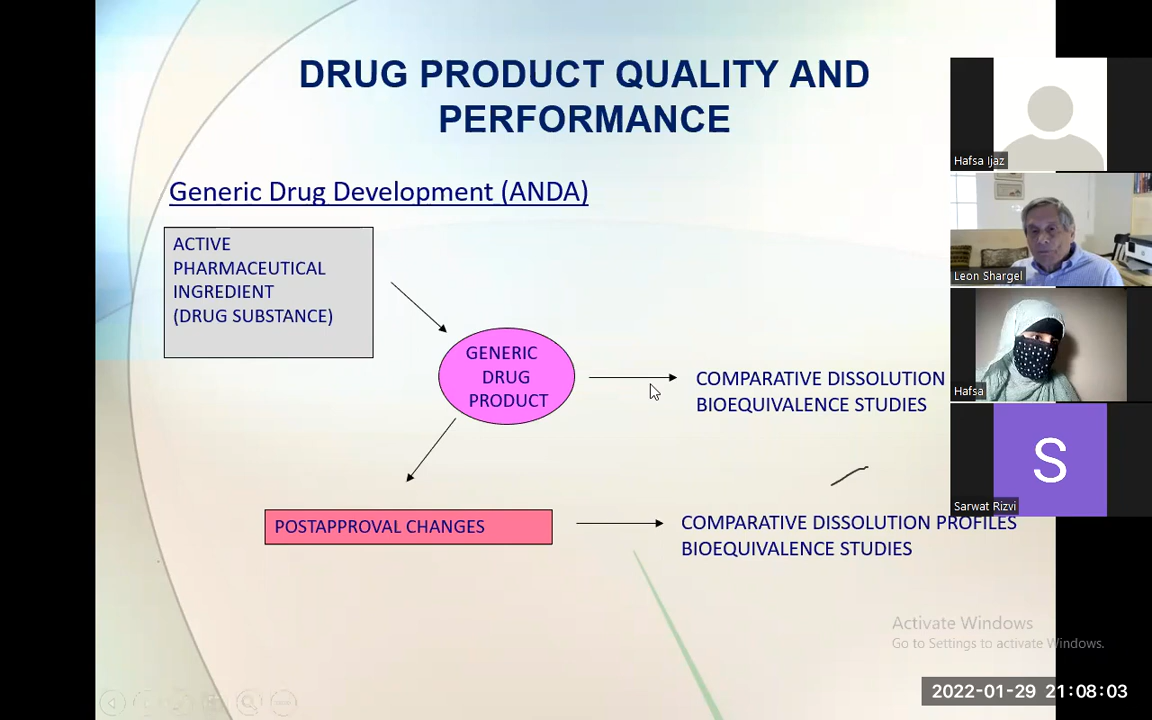 DRUG PRODUCT QUALITY AND
PERFORMANCE
Generic Drug Development (ANDA)
ACTIVE
PHARMACEUTICAL
INGREDIENT
(DRUG SUBSTANCE)
GENERIC
DRUG
PRODUCT
COMPARATIVE DISSOLUTION
BIOEQUIVALENCE STUDIES
POSTAPPROVAL CHANGES
COMPARATIVE DISSOLUTION PROFILES
BIOEQUIVALENCE STUDIES
Hafsa Ijaz
Leon Shargel
Hafsa
S
Sarwat Rizvi
Activate Windows
Go to Settings to activate Windows.
2022-01-29 21:08:03